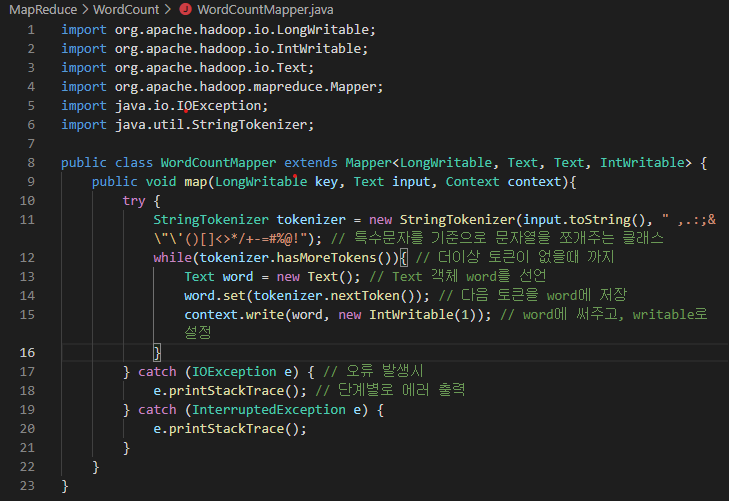 MapReduce > WordCount > J WordCountMapper.java
1 import org.apache.hadoop.io.LongWritable;
2 import org.apache.hadoop.io.IntWritable;
3 import org.apache.hadoop.io.Text;
4 import org.apache.hadoop.mapreduce.Mapper;
5 import java.io.IOException;
6 import java.util.StringTokenizer;
7
8 public class WordCountMapper extends Mapper<LongWritable, Text, Text, IntWritable> {
9 public void map(LongWritable key, Text input, Context context){
10 try {
11 StringTokenizer tokenizer = new StringTokenizer(input.toString(), " ,.:;&
\"\'()[]<>*/+-=#%@!"); // 특수문자를 기준으로 문자열을 쪼개주는 클래스
12 while(tokenizer.hasMoreTokens()){ // 더이상 토큰이 없을때 까지
13 Text word = new Text(); // Text 객체 word를 선언
14 word.set(tokenizer.nextToken()); // 다음 토큰을 word에 저장
15 context.write(word, new IntWritable(1)); // word에 써주고, writable로
설정
16 }
17 } catch (IOException e) { // 오류 발생시
18 e.printStackTrace(); // 단계별로 에러 출력
19 } catch (InterruptedException e) {
20 e.printStackTrace();
21 }
22 }
23 }